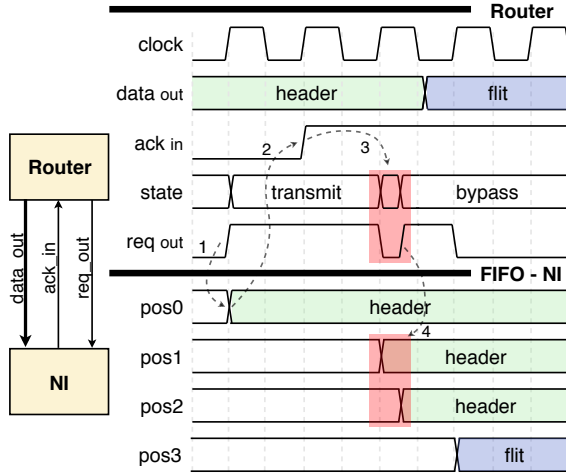 Router
clock
data out
header
flit
ack in
2
3
state
transmit
bypass
req out
1
FIFO - NI
pos0
header
4
pos1
header
pos2
header
pos3
flit
Router
data_out
ack_in
req_out
NI